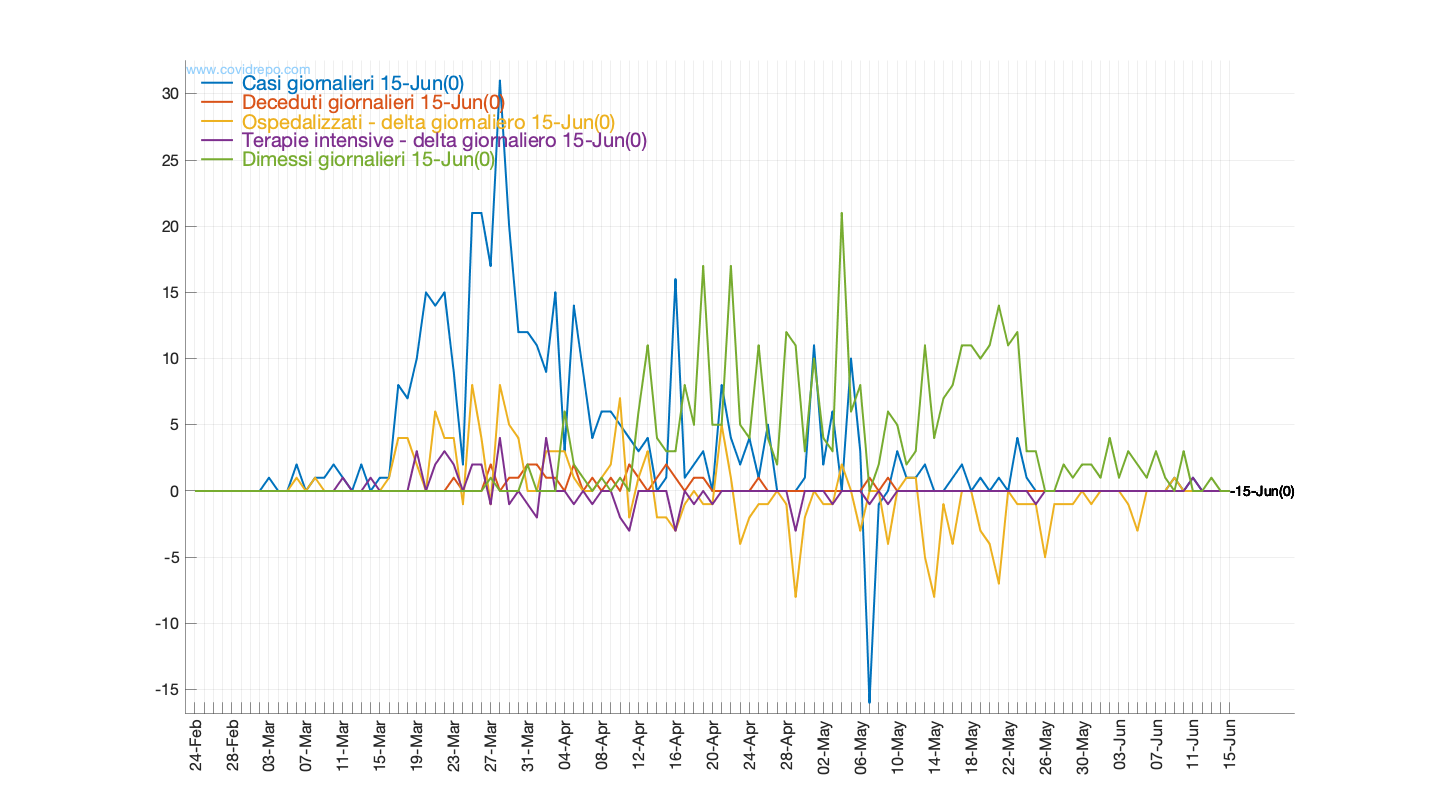 www.covidrepo.com
Casi giornalieri 15-Jun(0)
Deceduti giornalieri 15-Jun(0)
Ospedalizzati - delta giornaliero 15-Jun(0)
Terapie intensive - delta giornaliero 15-Jun(0)
Dimessi giornalieri 15-Jun(0)
30
25
20
15
10
5
0
-5
-10
-15
-15-Jun(0)
24-Feb
28-Feb
03-Mar
07-Mar
11-Mar
15-Mar
19-Mar
23-Mar
27-Mar
31-Mar
04-Apr
08-Apr
12-Apr
16-Apr
20-Apr
24-Apr
28-Apr
02-May
06-May
10-May
14-May
18-May
22-May
26-May
30-May
03-Jun
07-Jun
11-Jun
15-Jun